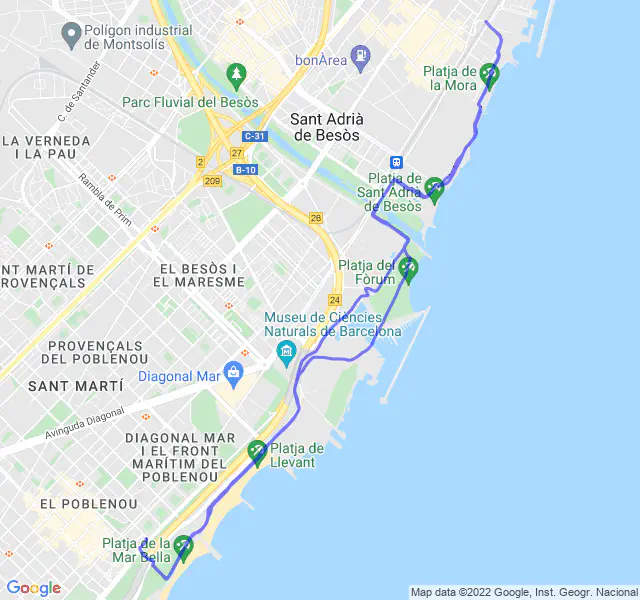 Polígon industrial
de Montsolís
bonÀrea
Platja de
la Mora
C. de Santander
Parc Fluvial del Besòs
Sant Adrià
de Besòs
C-31
LA VERNEDA
I LA PAU
2
27
B-10
209
Rambla de Prim
Platja de
Sant Adrià
de Besòs
26
NT MARTÍ DE
PROVENÇALS
EL BESÒS I
EL MARESME
Platja del
Fòrum
24
Museu de Ciències
Naturals de Barcelona
PROVENÇALS
DEL POBLENOU
SANT MARTÍ
Diagonal Mar
Avinguda Diagonal
DIAGONAL MAR
I EL FRONT
MARÍTIM DEL
POBLENOU
Platja de
Llevant
EL POBLENOU
Platja de la
Mar Bella
Google
Map data ©2022 Google, Inst. Geogr. Nacional